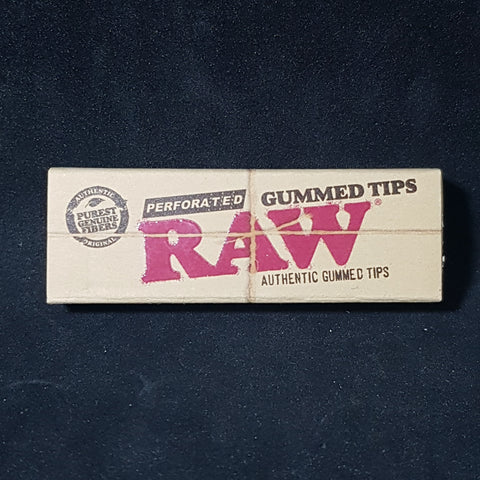 AUTHENTIC
PUREST
GENUINE
FIBERS
ORIGINAL
PERFORATED
GUMMED TIPS
RAW®
AUTHENTIC GUMMED TIPS